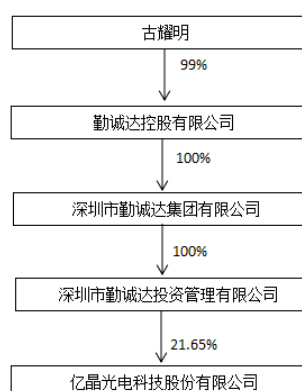 古耀明
99%
勤诚达控股有限公司
100%
深圳市勤诚达集团有限公司
100%
深圳市勤诚达投资管理有限公司
21.65%
亿晶光电科技股份有限公司